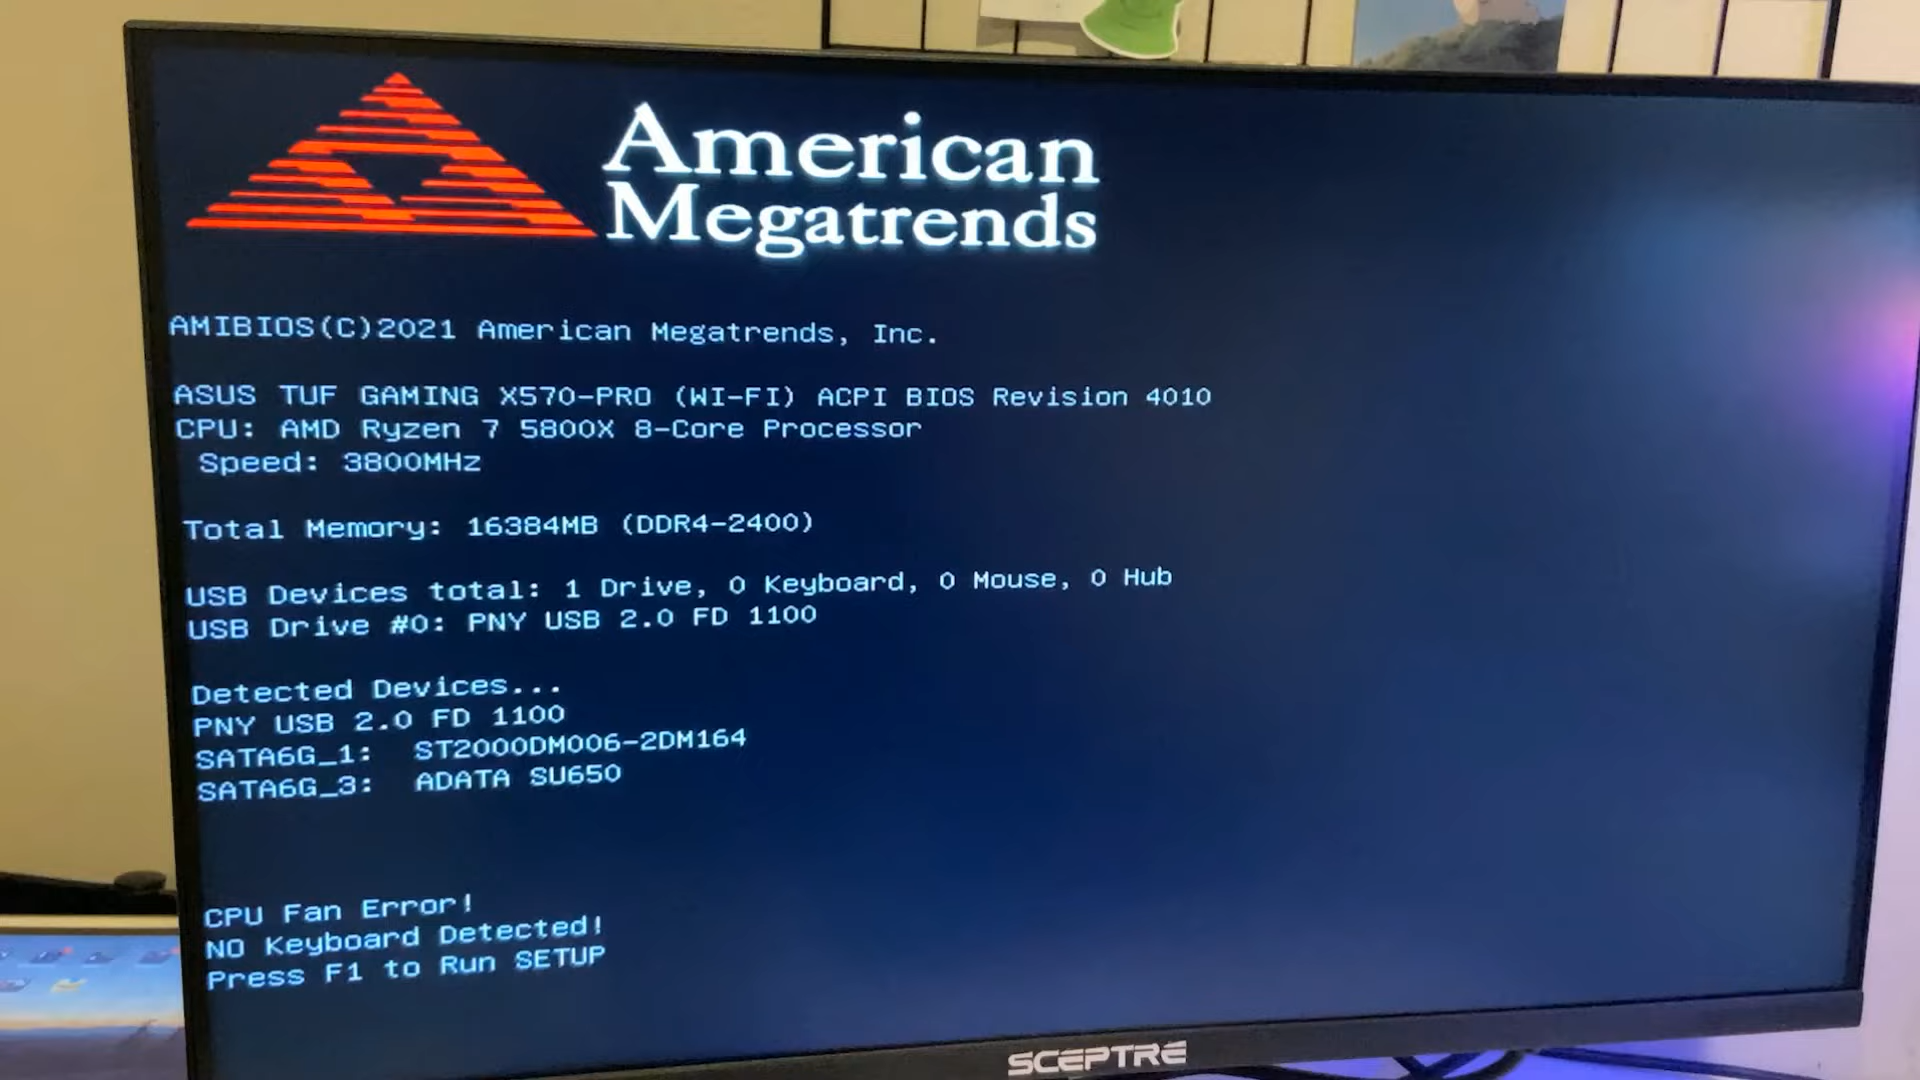 American
Megatrends
AMIBIOS(C)2021 American Megatrends, Inc.
ASUS TUF GAMING X570-PRO (WI-FI) ACPI BIOS Revision 4010
CPU: AMD Ryzen 7 5800X 8-Core Processor
Speed: 3800MHz
Total Memory: 16384MB (DDR4-2400)
USB Devices total: 1 Drive, 0 Keyboard, 0 Mouse, 0 Hub
USB Drive #0: PNY USB 2.0 FD 1100
Detected Devices...
PNY USB 2.0 FD 1100
SATA6G_1: ST2000DM006-2DM164
SATA6G_3: ADATA SU650
CPU Fan Error!
NO Keyboard Detected!
Press F1 to Run SETUP
SCEPTRE